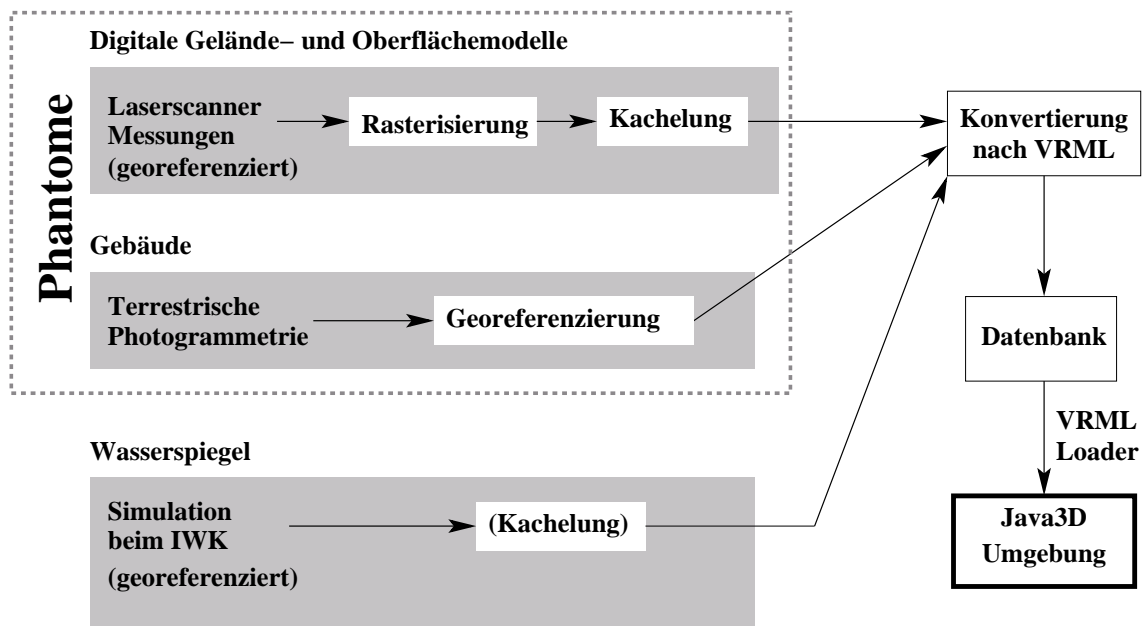 Phantome
Digitale Gelände– und Oberflächemodelle
Laserscanner
Messungen
(georeferenziert)
Rasterisierung
Kachelung
Gebäude
Terrestrische
Photogrammetrie
Georeferenzierung
Wasserspiegel
Simulation
beim IWK
(georeferenziert)
(Kachelung)
Konvertierung
nach VRML
Datenbank
VRML
Loader
Java3D
Umgebung